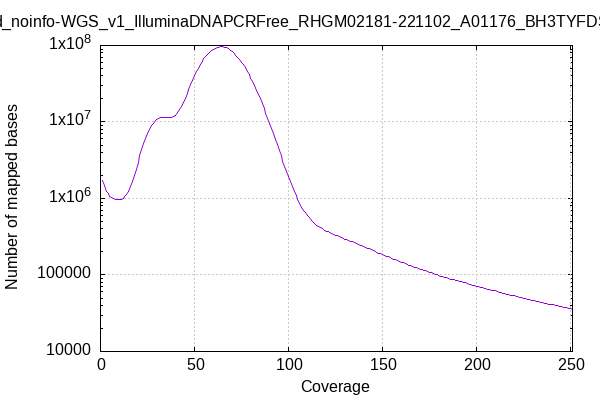 d_noinfo-WGS_v1_IlluminaDNAPCRFree_RHGM02181-221102_A01176_BH3TYFDS
1x10^8
1x10^7
1x10^6
100000
10000
Number of mapped bases
0 50 100 150 200 250
Coverage